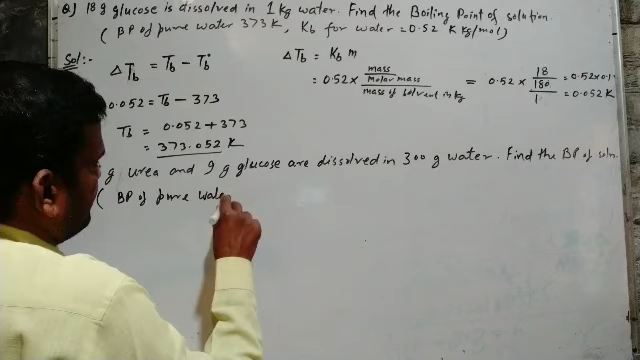 Q) 18 g glucose is dissolved in 1 kg water. Find the Boiling Point of solution.
( BP of pure water 373 K, Kb for water = 0.52 K kg/mol)
Sol:-
ΔTb = Tb - Tb°
0.052 = Tb - 373
Tb = 0.052 + 373
= 373.052 K
ΔTb = Kb m
= 0.52 × mass/Molar mass / mass of solvent in kg = 0.52 × 18/180 / 1 = 0.52×0.1
= 0.052 K
g urea and 9 g glucose are dissolved in 300 g water. Find the BP of soln.
( BP of pure wate